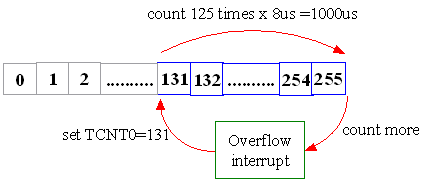 count 125 times x 8us =1000us
0 1 2 .......... 131 132 .......... 254 255
set TCNT0=131
Overflow
interrupt
count more